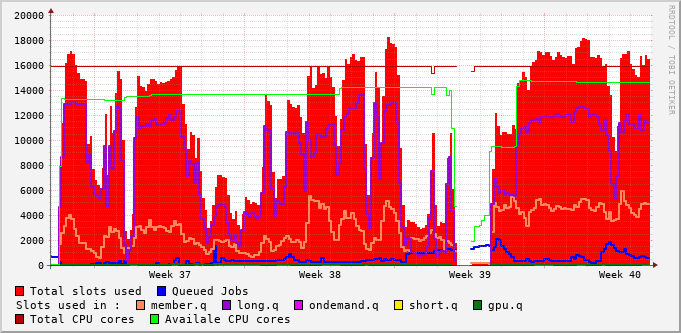 RRDTOOL / TOBI OETIKER
20000
18000
16000
14000
12000
10000
8000
6000
4000
2000
0
Week 37 Week 38 Week 39 Week 40
Total slots used Queued Jobs
Slots used in : member.q long.q ondemand.q short.q gpu.q
Total CPU cores Availale CPU cores